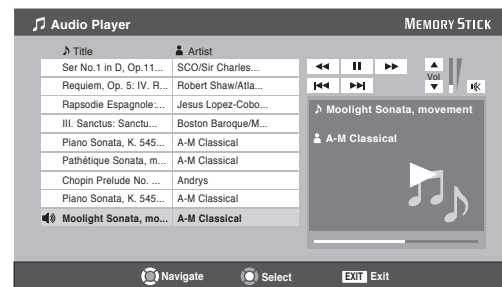 Audio Player
MEMORY STICK
Title Artist
Ser No.1 in D, Op.11... SCO/Sir Charles...
Requiem, Op. 5: IV. R... Robert Shaw/Atla...
Rapsodie Espagnole:... Jesus Lopez-Cobo...
III. Sanctus: Sanctu... Boston Baroque/M...
Piano Sonata, K. 545... A-M Classical
Pathétique Sonata, m... A-M Classical
Chopin Prelude No. ... Andrys
Piano Sonata, K. 545... A-M Classical
Moolight Sonata, mo... A-M Classical
Vol
Moolight Sonata, movement
A-M Classical
Navigate Select EXIT Exit